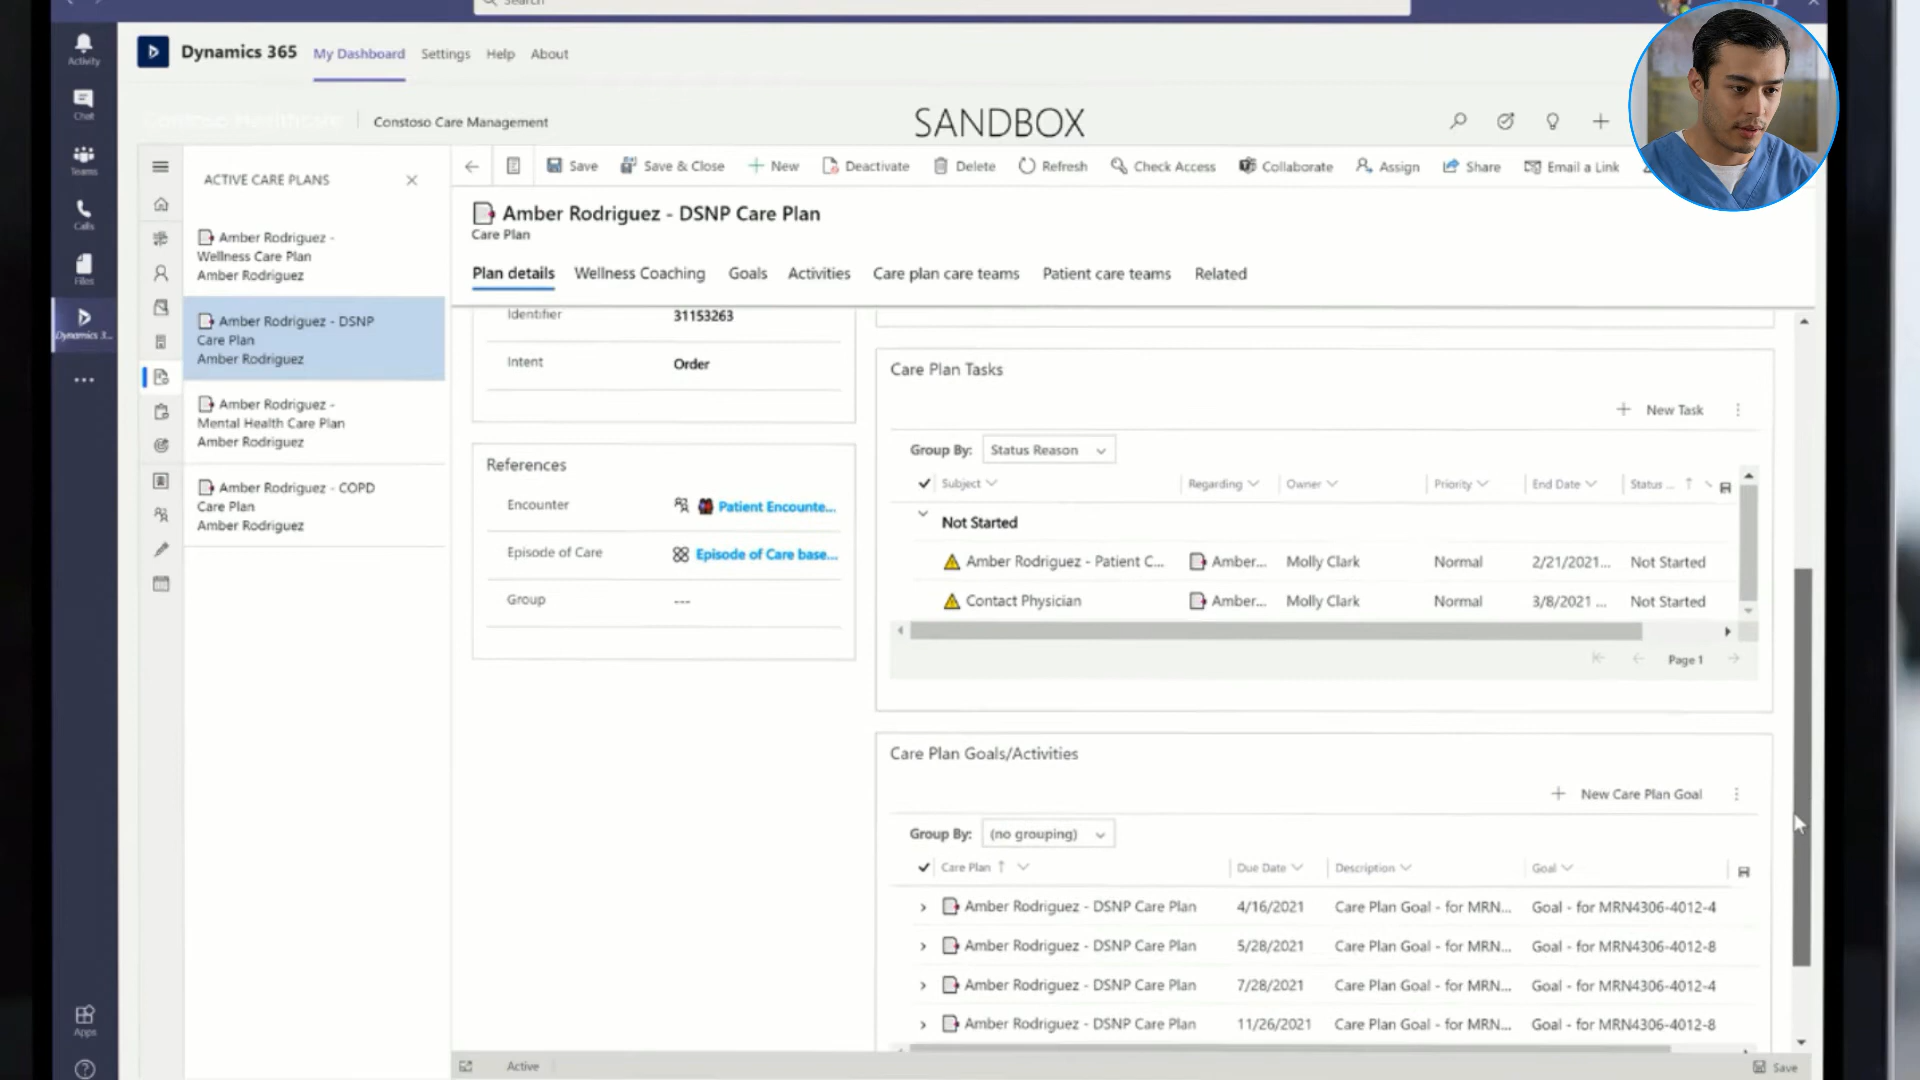 Search
Activity
Chat
Teams
Calls
Files
Dynamics 3...
Apps
Dynamics 365
My Dashboard
Settings
Help
About
Constoso Care Management
SANDBOX
ACTIVE CARE PLANS
Amber Rodriguez -
Wellness Care Plan
Amber Rodriguez
Amber Rodriguez - DSNP
Care Plan
Amber Rodriguez
Amber Rodriguez -
Mental Health Care Plan
Amber Rodriguez
Amber Rodriguez - COPD
Care Plan
Amber Rodriguez
Save
Save & Close
New
Deactivate
Delete
Refresh
Check Access
Collaborate
Assign
Share
Email a Link
Amber Rodriguez - DSNP Care Plan
Care Plan
Plan details
Wellness Coaching
Goals
Activities
Care plan care teams
Patient care teams
Related
Identifier 31153263
Intent Order
References
Encounter Patient Encounte...
Episode of Care Episode of Care base...
Group ---
Care Plan Tasks
New Task
Group By: Status Reason
Subject Regarding Owner Priority End Date Status ...
Not Started
Amber Rodriguez - Patient C... Amber... Molly Clark Normal 2/21/2021... Not Started
Contact Physician Amber... Molly Clark Normal 3/8/2021 ... Not Started
Page 1
Care Plan Goals/Activities
New Care Plan Goal
Group By: (no grouping)
Care Plan Due Date Description Goal
Amber Rodriguez - DSNP Care Plan 4/16/2021 Care Plan Goal - for MRN... Goal - for MRN4306-4012-4
Amber Rodriguez - DSNP Care Plan 5/28/2021 Care Plan Goal - for MRN... Goal - for MRN4306-4012-8
Amber Rodriguez - DSNP Care Plan 7/28/2021 Care Plan Goal - for MRN... Goal - for MRN4306-4012-4
Amber Rodriguez - DSNP Care Plan 11/26/2021 Care Plan Goal - for MRN... Goal - for MRN4306-4012-8
Active
Save